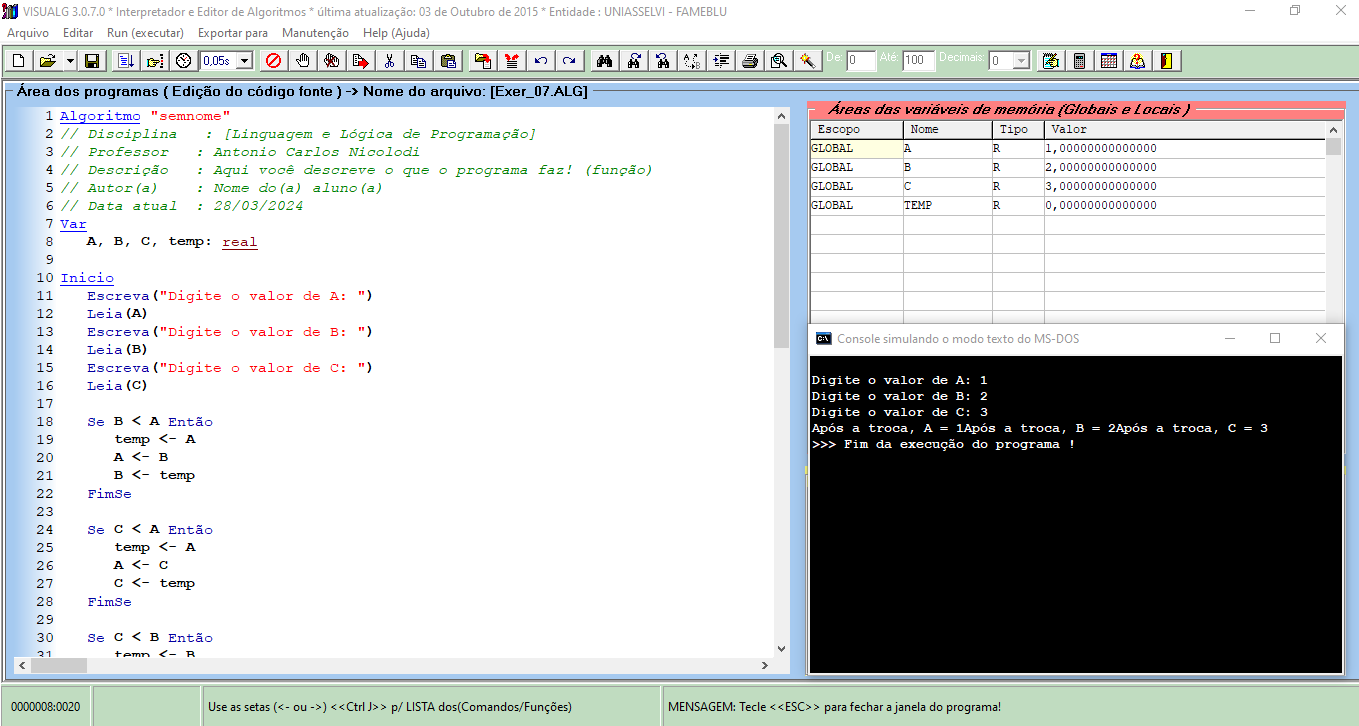 VISUALG 3.0.7.0 * Interpretador e Editor de Algoritmos * última atualização: 03 de Outubro de 2015 * Entidade : UNIASSELVI - FAMEBLU
Arquivo Editar Run (executar) Exportar para Manutenção Help (Ajuda)
0,05s De: 0 Até: 100 Decimais: 0
Área dos programas ( Edição do código fonte ) -> Nome do arquivo: [Exer_07.ALG]
1 Algoritmo "semnome"
2 // Disciplina : [Linguagem e Lógica de Programação]
3 // Professor : Antonio Carlos Nicolodi
4 // Descrição : Aqui você descreve o que o programa faz! (função)
5 // Autor(a) : Nome do(a) aluno(a)
6 // Data atual : 28/03/2024
7 Var
8 A, B, C, temp: real
9
10 Inicio
11 Escreva("Digite o valor de A: ")
12 Leia(A)
13 Escreva("Digite o valor de B: ")
14 Leia(B)
15 Escreva("Digite o valor de C: ")
16 Leia(C)
17
18 Se B < A Então
19 temp <- A
20 A <- B
21 B <- temp
22 FimSe
23
24 Se C < A Então
25 temp <- A
26 A <- C
27 C <- temp
28 FimSe
29
30 Se C < B Então
31 temp <- B
Áreas das variáveis de memória (Globais e Locais )
Escopo Nome Tipo Valor
GLOBAL A R 1,00000000000000
GLOBAL B R 2,00000000000000
GLOBAL C R 3,00000000000000
GLOBAL TEMP R 0,00000000000000
Console simulando o modo texto do MS-DOS
Digite o valor de A: 1
Digite o valor de B: 2
Digite o valor de C: 3
Após a troca, A = 1Após a troca, B = 2Após a troca, C = 3
>>> Fim da execução do programa !
0000008:0020 Use as setas (<- ou ->) <<Ctrl J>> p/ LISTA dos(Comandos/Funções) MENSAGEM: Tecle <<ESC>> para fechar a janela do programa!